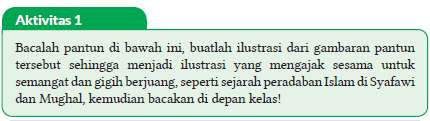 Aktivitas 1
Bacalah pantun di bawah ini, buatlah ilustrasi dari gambaran pantun
tersebut sehingga menjadi ilustrasi yang mengajak sesama untuk
semangat dan gigih berjuang, seperti sejarah peradaban Islam di Syafawi
dan Mughal, kemudian bacakan di depan kelas!